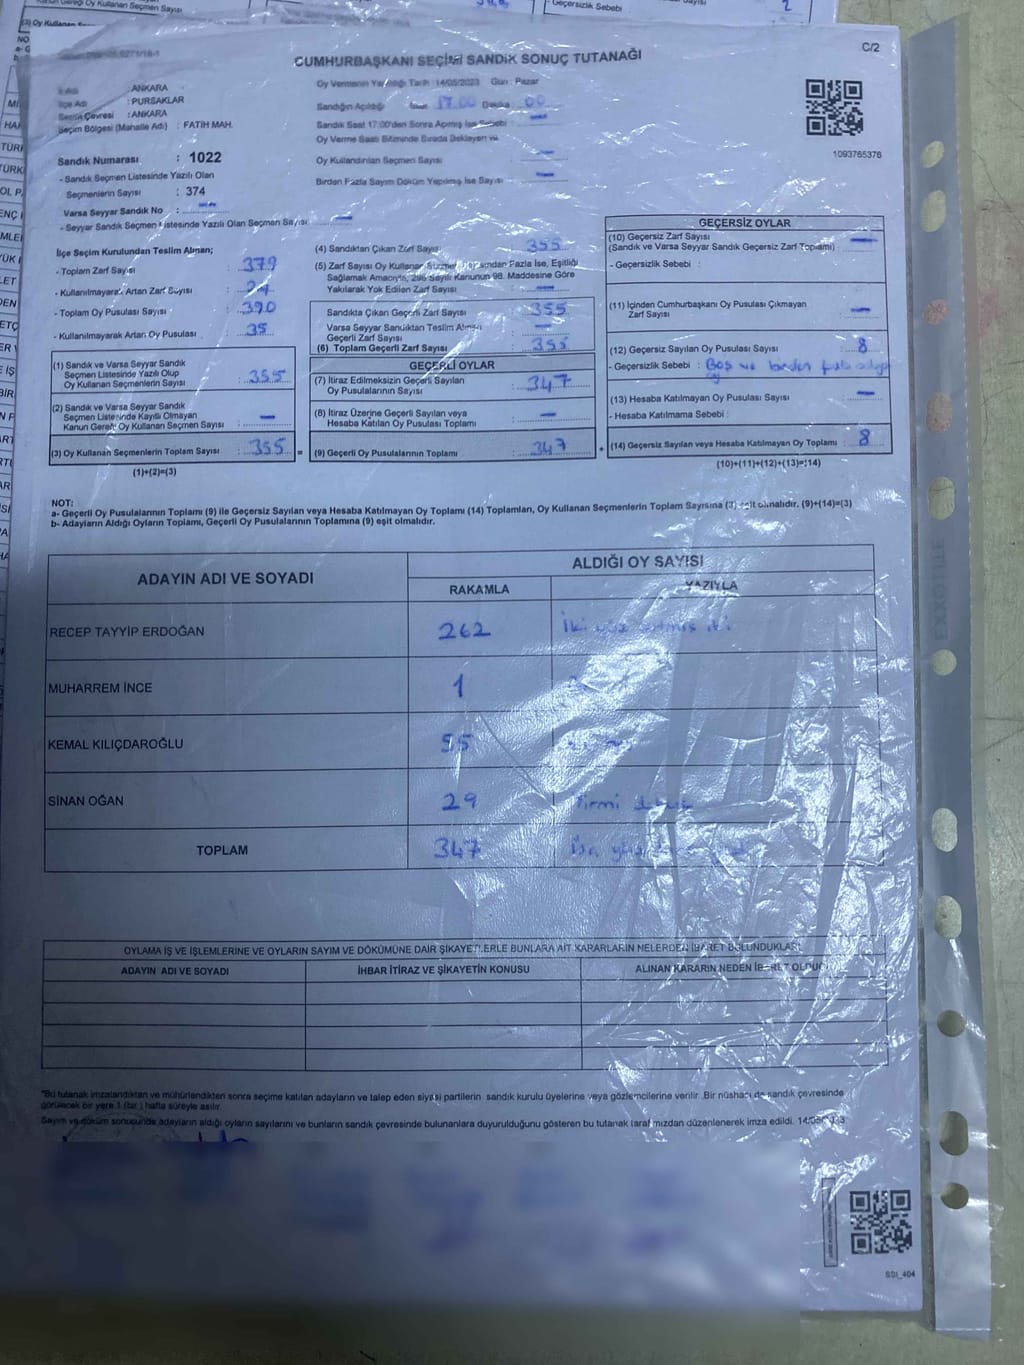 C/2
CUMHURBAŞKANI SEÇİMİ SANDIK SONUÇ TUTANAĞI
İl Adı : ANKARA
İlçe Adı : PURSAKLAR
Seçim Çevresi : ANKARA
Seçim Bölgesi (Mahalle Adı) : FATİH MAH.
Sandık Numarası : 1022
- Sandık Seçmen Listesinde Yazılı Olan
Seçmenlerin Sayısı : 374
Varsa Seyyar Sandık No :
- Seyyar Sandık Seçmen Listesinde Yazılı Olan Seçmen Sayısı
Oy Vermenin Yapıldığı Tarih : 14/05/2023 Gün : Pazar
Sandığın Açıldığı Saat : 17.00 Dakika : 00
Sandık Saat 17:00'den Sonra Açılmış İse Sebebi
Oy Verme Saati Bitiminde Sırada Bekleyen ve
Oy Kullandırılan Seçmen Sayısı
Birden Fazla Sayım Döküm Yapılmış İse Sayısı
1093765376
İlçe Seçim Kurulundan Teslim Alınan;
- Toplam Zarf Sayısı : 379
- Kullanılmayarak Artan Zarf Sayısı : 24
- Toplam Oy Pusulası Sayısı : 390
- Kullanılmayarak Artan Oy Pusulası : 35
(1) Sandık ve Varsa Seyyar Sandık
Seçmen Listesinde Yazılı Olup
Oy Kullanan Seçmenlerin Sayısı : 355
(2) Sandık ve Varsa Seyyar Sandık
Seçmen Listesinde Kayıtlı Olmayan
Kanun Gereği Oy Kullanan Seçmen Sayısı : -
(3) Oy Kullanan Seçmenlerin Toplam Sayısı : 355 =
(1)+(2)=(3)
(4) Sandıktan Çıkan Zarf Sayısı : 355
(5) Zarf Sayısı Oy Kullanan Seçmen Sayısından Fazla İse, Eşitliği
Sağlamak Amacıyla, 298 Sayılı Kanunun 98. Maddesine Göre
Yakılarak Yok Edilen Zarf Sayısı : -
Sandıkta Çıkan Geçerli Zarf Sayısı : 355
Varsa Seyyar Sandıktan Teslim Alınan
Geçerli Zarf Sayısı : -
(6) Toplam Geçerli Zarf Sayısı : 355
GEÇERLİ OYLAR
(7) İtiraz Edilmeksizin Geçerli Sayılan
Oy Pusulalarının Sayısı : 347
(8) İtiraz Üzerine Geçerli Sayılan veya
Hesaba Katılan Oy Pusulası Toplamı : -
(9) Geçerli Oy Pusulalarının Toplamı : 347 +
GEÇERSİZ OYLAR
(10) Geçersiz Zarf Sayısı
(Sandık ve Varsa Seyyar Sandık Geçersiz Zarf Toplamı) : -
- Geçersizlik Sebebi :
(11) İçinden Cumhurbaşkanı Oy Pusulası Çıkmayan
Zarf Sayısı : -
(12) Geçersiz Sayılan Oy Pusulası Sayısı : 8
- Geçersizlik Sebebi : Boş ve birden fazla
(13) Hesaba Katılmayan Oy Pusulası Sayısı : -
- Hesaba Katılmama Sebebi :
(14) Geçersiz Sayılan veya Hesaba Katılmayan Oy Toplamı : 8
(10)+(11)+(12)+(13)=(14)
NOT:
a- Geçerli Oy Pusulalarının Toplamı (9) ile Geçersiz Sayılan veya Hesaba Katılmayan Oy Toplamı (14) Toplamları, Oy Kullanan Seçmenlerin Toplam Sayısına (3) eşit olmalıdır. (9)+(14)=(3)
b- Adayların Aldığı Oyların Toplamı, Geçerli Oy Pusulalarının Toplamına (9) eşit olmalıdır.
ADAYIN ADI VE SOYADI
ALDIĞI OY SAYISI
RAKAMLA YAZIYLA
RECEP TAYYİP ERDOĞAN 262 İki yüz altmış iki
MUHARREM İNCE 1
KEMAL KILIÇDAROĞLU 55
SİNAN OĞAN 29 Yirmi dokuz
TOPLAM 347
OYLAMA İŞ VE İŞLEMLERİNE VE OYLARIN SAYIM VE DÖKÜMÜNE DAİR ŞİKAYETLERLE BUNLARA AİT KARARLARIN NELERDEN İBARET BULUNDUKLARI
ADAYIN ADI VE SOYADI İHBAR İTİRAZ VE ŞİKAYETİN KONUSU ALINAN KARARIN NEDEN İBARET OLDUĞU
*Bu tutanak imzalandıktan ve mühürlendikten sonra seçime katılan adayların ve talep eden siyasi partilerin sandık kurulu üyelerine veya gözlemcilerine verilir. Bir nüshası da sandık çevresinde
görülecek bir yere 1 (bir) hafta süreyle asılır.
Sayım ve döküm sonucunda adayların aldığı oyların sayılarını ve bunların sandık çevresinde bulunanlara duyurulduğunu gösteren bu tutanak tarafımızdan düzenlenerek imza edildi.
SSI_404